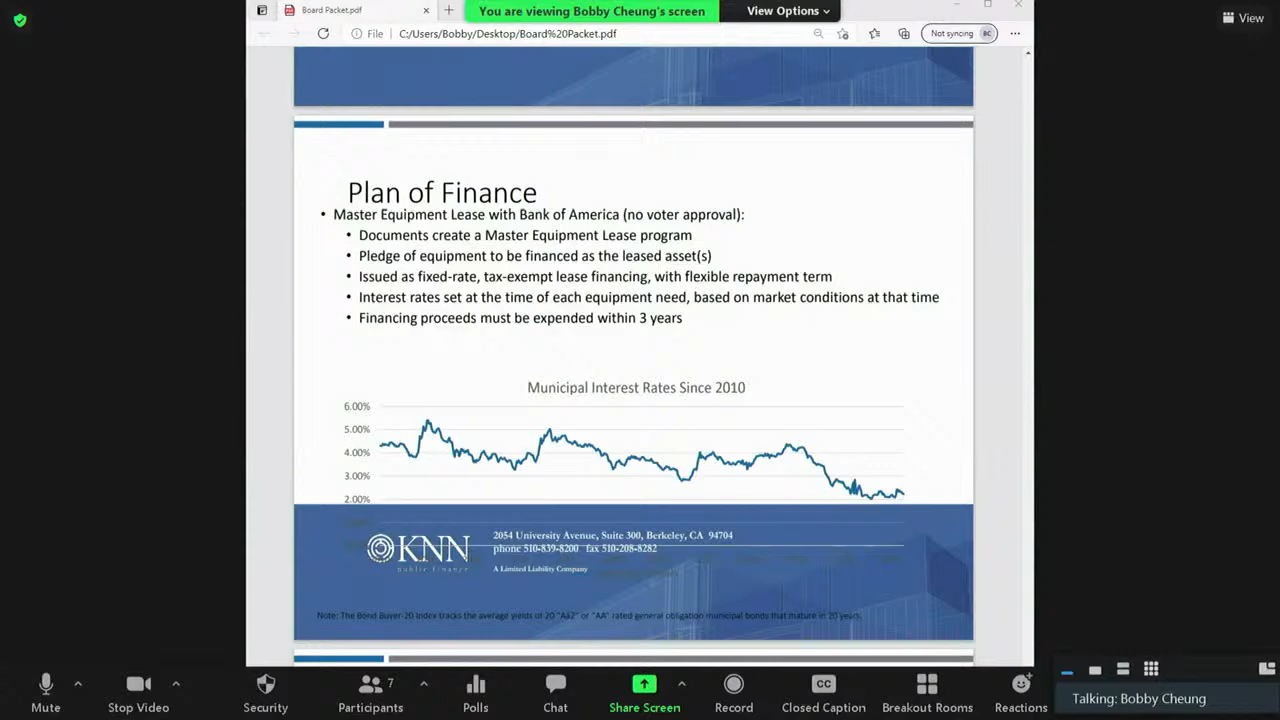 Board Packet.pdf
You are viewing Bobby Cheung's screen
View Options
View
File
C:/Users/Bobby/Desktop/Board%20Packet.pdf
Not syncing
BC
Plan of Finance
• Master Equipment Lease with Bank of America (no voter approval):
• Documents create a Master Equipment Lease program
• Pledge of equipment to be financed as the leased asset(s)
• Issued as fixed-rate, tax-exempt lease financing, with flexible repayment term
• Interest rates set at the time of each equipment need, based on market conditions at that time
• Financing proceeds must be expended within 3 years
Municipal Interest Rates Since 2010
6.00%
5.00%
4.00%
3.00%
2.00%
KNN
public finance
2054 University Avenue, Suite 300, Berkeley, CA 94704
phone 510-839-8200 fax 510-208-8282
A Limited Liability Company
Note: The Bond Buyer-20 Index tracks the average yields of 20 "Aa2" or "AA" rated general obligation municipal bonds that mature in 20 years.
Talking: Bobby Cheung
Mute
Stop Video
Security
7
Participants
Polls
Chat
Share Screen
Record
CC
Closed Caption
Breakout Rooms
Reactions